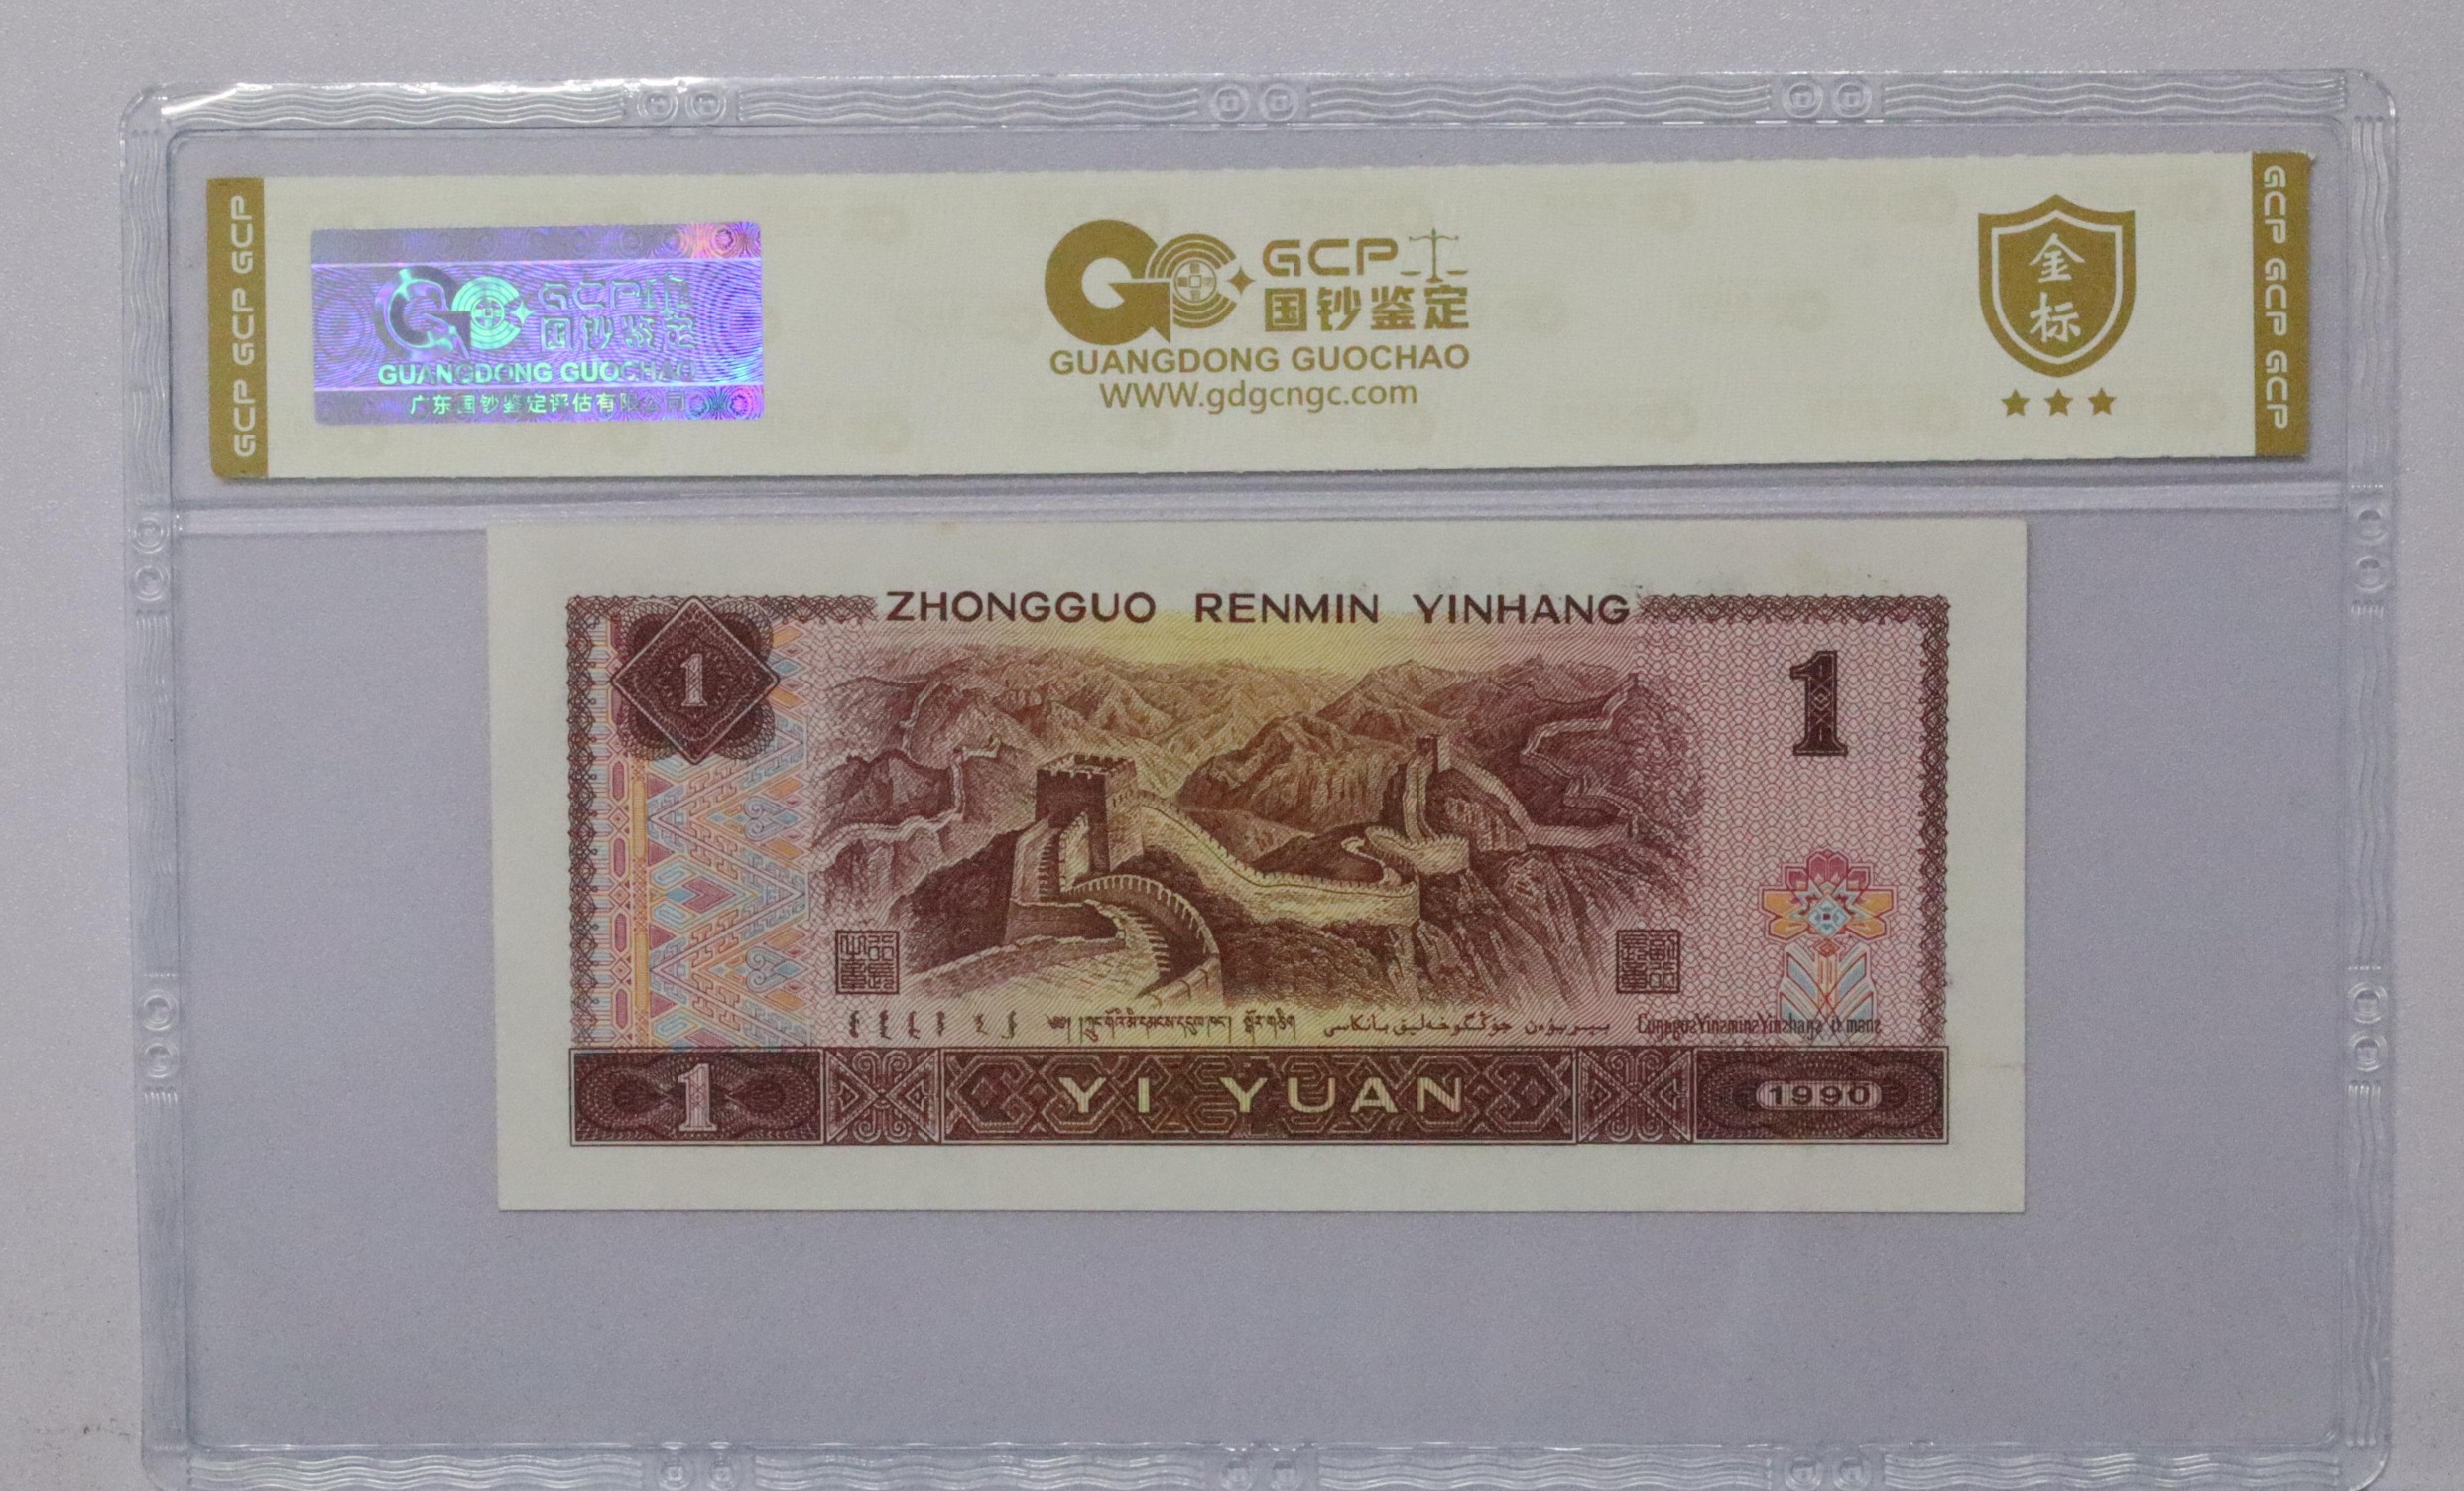 GCP GCP GCP
GCP
国钞鉴定
GUANGDONG GUOCHAO
广东国钞鉴定评估有限公司
GCP
国钞鉴定
GUANGDONG GUOCHAO
WWW.gdgcngc.com
金
标
GCP GCP GCP
ZHONGGUO RENMIN YINHANG
1
1
1
YI YUAN
1990